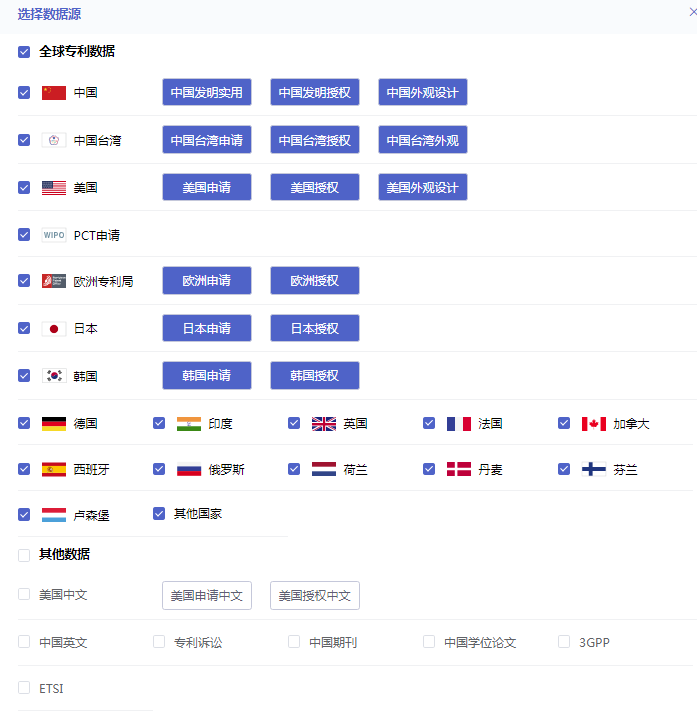 选择数据源
全球专利数据
中国 中国发明实用 中国发明授权 中国外观设计
中国台湾 中国台湾申请 中国台湾授权 中国台湾外观
美国 美国申请 美国授权 美国外观设计
WIPO PCT申请
欧洲专利局 欧洲申请 欧洲授权
日本 日本申请 日本授权
韩国 韩国申请 韩国授权
德国 印度 英国 法国 加拿大
西班牙 俄罗斯 荷兰 丹麦 芬兰
卢森堡 其他国家
其他数据
美国中文 美国申请中文 美国授权中文
中国英文 专利诉讼 中国期刊 中国学位论文 3GPP
ETSI